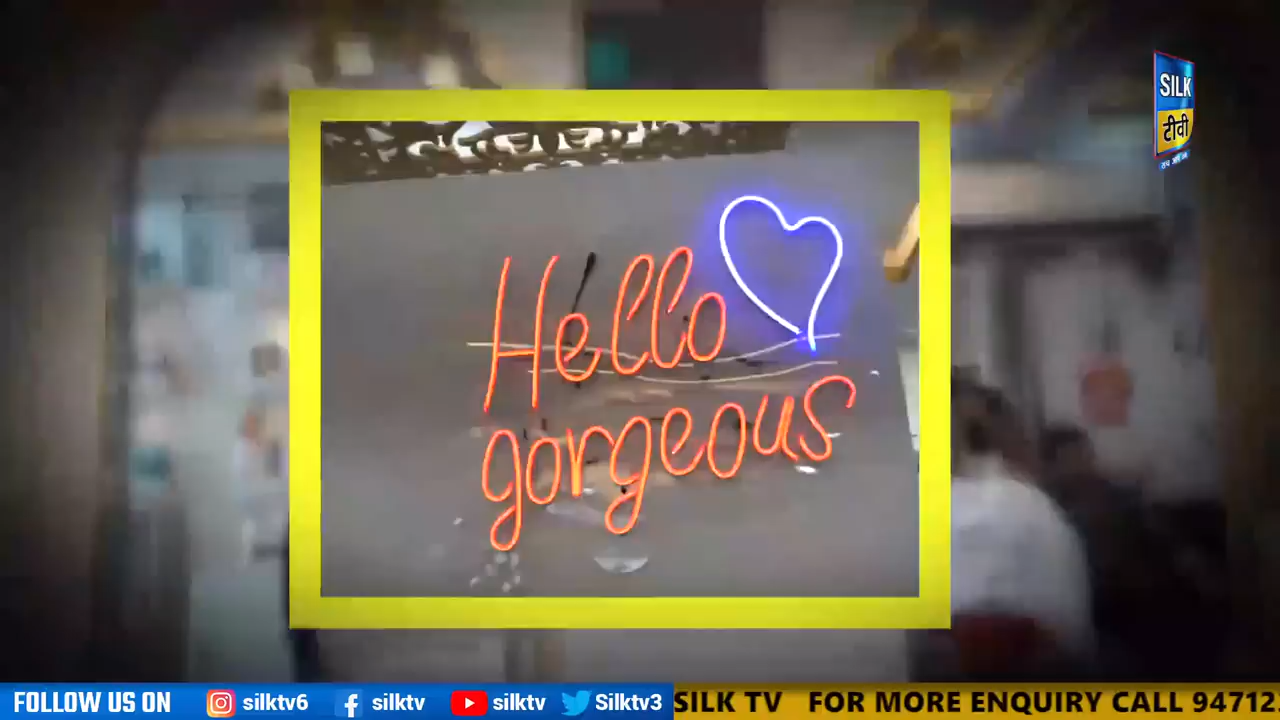 SILK
टीवी
Hello
gorgeous
FOLLOW US ON silktv6 silktv silktv Silktv3 SILK TV FOR MORE ENQUIRY CALL 94712